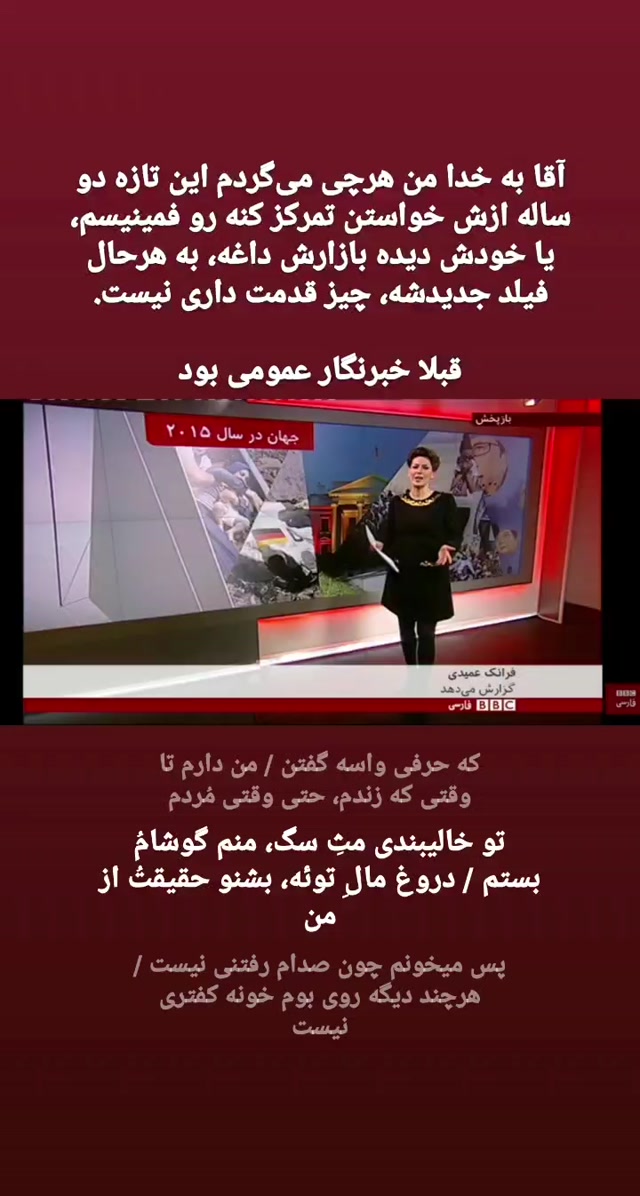 آقا به خدا من هرچی می‌گردم این تازه دو
ساله ازش خواستن تمرکز کنه رو فمینیسم،
یا خودش دیده بازارش داغه، به هرحال
فیلد جدیدشه، چیز قدمت داری نیست.
قبلا خبرنگار عمومی بود
بازپخش
جهان در سال ۲۰۱۵
فرانک عمیدی
گزارش می‌دهد
BBC فارسی
BBC
فارسی
که حرفی واسه گفتن / من دارم تا
وقتی که زندم، حتی وقتی مُردم
تو خالیبندی مثِ سگ، منم گوشامُ
بستم / دروغ مالِ توئه، بشنو حقیقتُ از
من
پس میخونم چون صدام رفتنی نیست /
هرچند دیگه روی بوم خونه کفتری
نیست